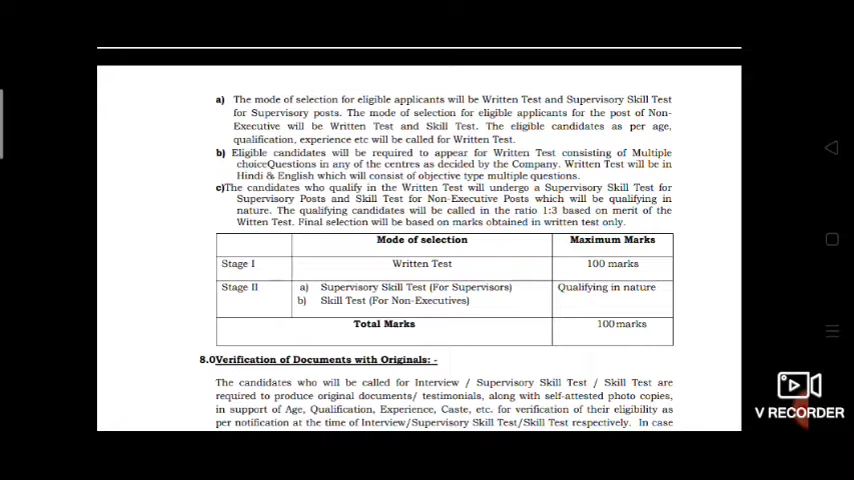 a) The mode of selection for eligible applicants will be Written Test and Supervisory Skill Test
for Supervisory posts. The mode of selection for eligible applicants for the post of Non-
Executive will be Written Test and Skill Test. The eligible candidates as per age,
qualification, experience etc will be called for Written Test.
b) Eligible candidates will be required to appear for Written Test consisting of Multiple
choiceQuestions in any of the centres as decided by the Company. Written Test will be in
Hindi & English which will consist of objective type multiple questions.
c)The candidates who qualify in the Written Test will undergo a Supervisory Skill Test for
Supervisory Posts and Skill Test for Non-Executive Posts which will be qualifying in
nature. The qualifying candidates will be called in the ratio 1:3 based on merit of the
Witten Test. Final selection will be based on marks obtained in written test only.
Mode of selection Maximum Marks
Stage I Written Test 100 marks
Stage II a) Supervisory Skill Test (For Supervisors) Qualifying in nature
b) Skill Test (For Non-Executives)
Total Marks 100 marks
8.0Verification of Documents with Originals: -
The candidates who will be called for Interview / Supervisory Skill Test / Skill Test are
required to produce original documents/ testimonials, along with self-attested photo copies,
in support of Age, Qualification, Experience, Caste, etc. for verification of their eligibility as
per notification at the time of Interview/Supervisory Skill Test/Skill Test respectively. In case
V RECORDER